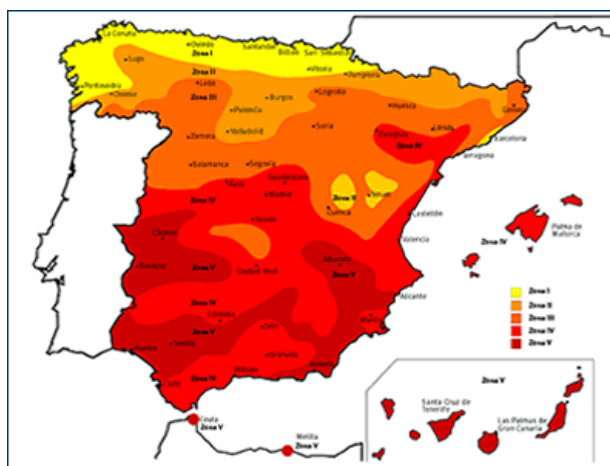 La Coruña
Oviedo
Santander
Bilbao
San Sebastián
Zona I
Lugo
Vitoria
Pamplona
Zona II
León
Pontevedra
Orense
Zona III
Burgos
Logroño
Palencia
Huesca
Gerona
Zamora
Valladolid
Soria
Zaragoza
Lérida
Zona IV
Barcelona
Tarragona
Salamanca
Segovia
Avila
Guadalajara
Madrid
Zona II
Teruel
Zona IV
Cuenca
Toledo
Castellón
Palma de
Mallorca
Cáceres
Valencia
Zona IV
Badajoz
Zona V
Ciudad Real
Albacete
Zona V
Alicante
Zona IV
Córdoba
Murcia
Zona V
Jaén
Huelva
Sevilla
Granada
Almería
Málaga
Cádiz
Zona IV
Ceuta
Zona V
Melilla
Zona V
Zona I
Zona II
Zona III
Zona IV
Zona V
Zona V
Santa Cruz de
Tenerife
Las Palmas de
Gran Canaria